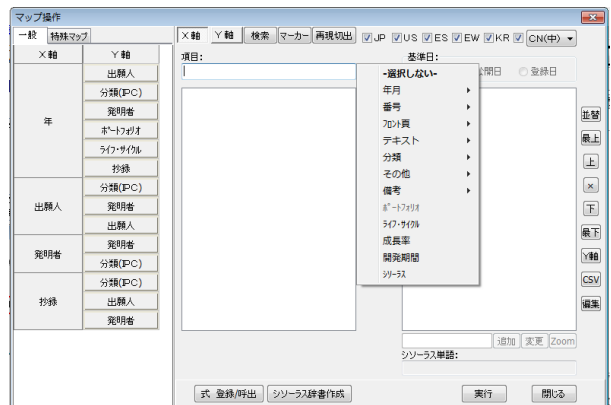 マップ操作
一般 特殊マップ
X軸 Y軸 検索 マーカー 再現切出 JP US ES EW KR CN(中)
X軸 Y軸
年
出願人
分類(IPC)
発明者
ポートフォリオ
ライフ・サイクル
抄録
出願人
分類(IPC)
発明者
出願人
発明者
発明者
分類(IPC)
抄録
分類(IPC)
出願人
発明者
項目:
基準日:
公開日 登録日
-選択しない-
年月
番号
フロント頁
テキスト
分類
その他
備考
ポートフォリオ
ライフ・サイクル
成長率
開発期間
シソーラス
並替
最上
上
×
下
最下
Y軸
CSV
編集
追加 変更 Zoom
シソーラス単語:
式 登録/呼出 シソーラス辞書作成 実行 閉じる